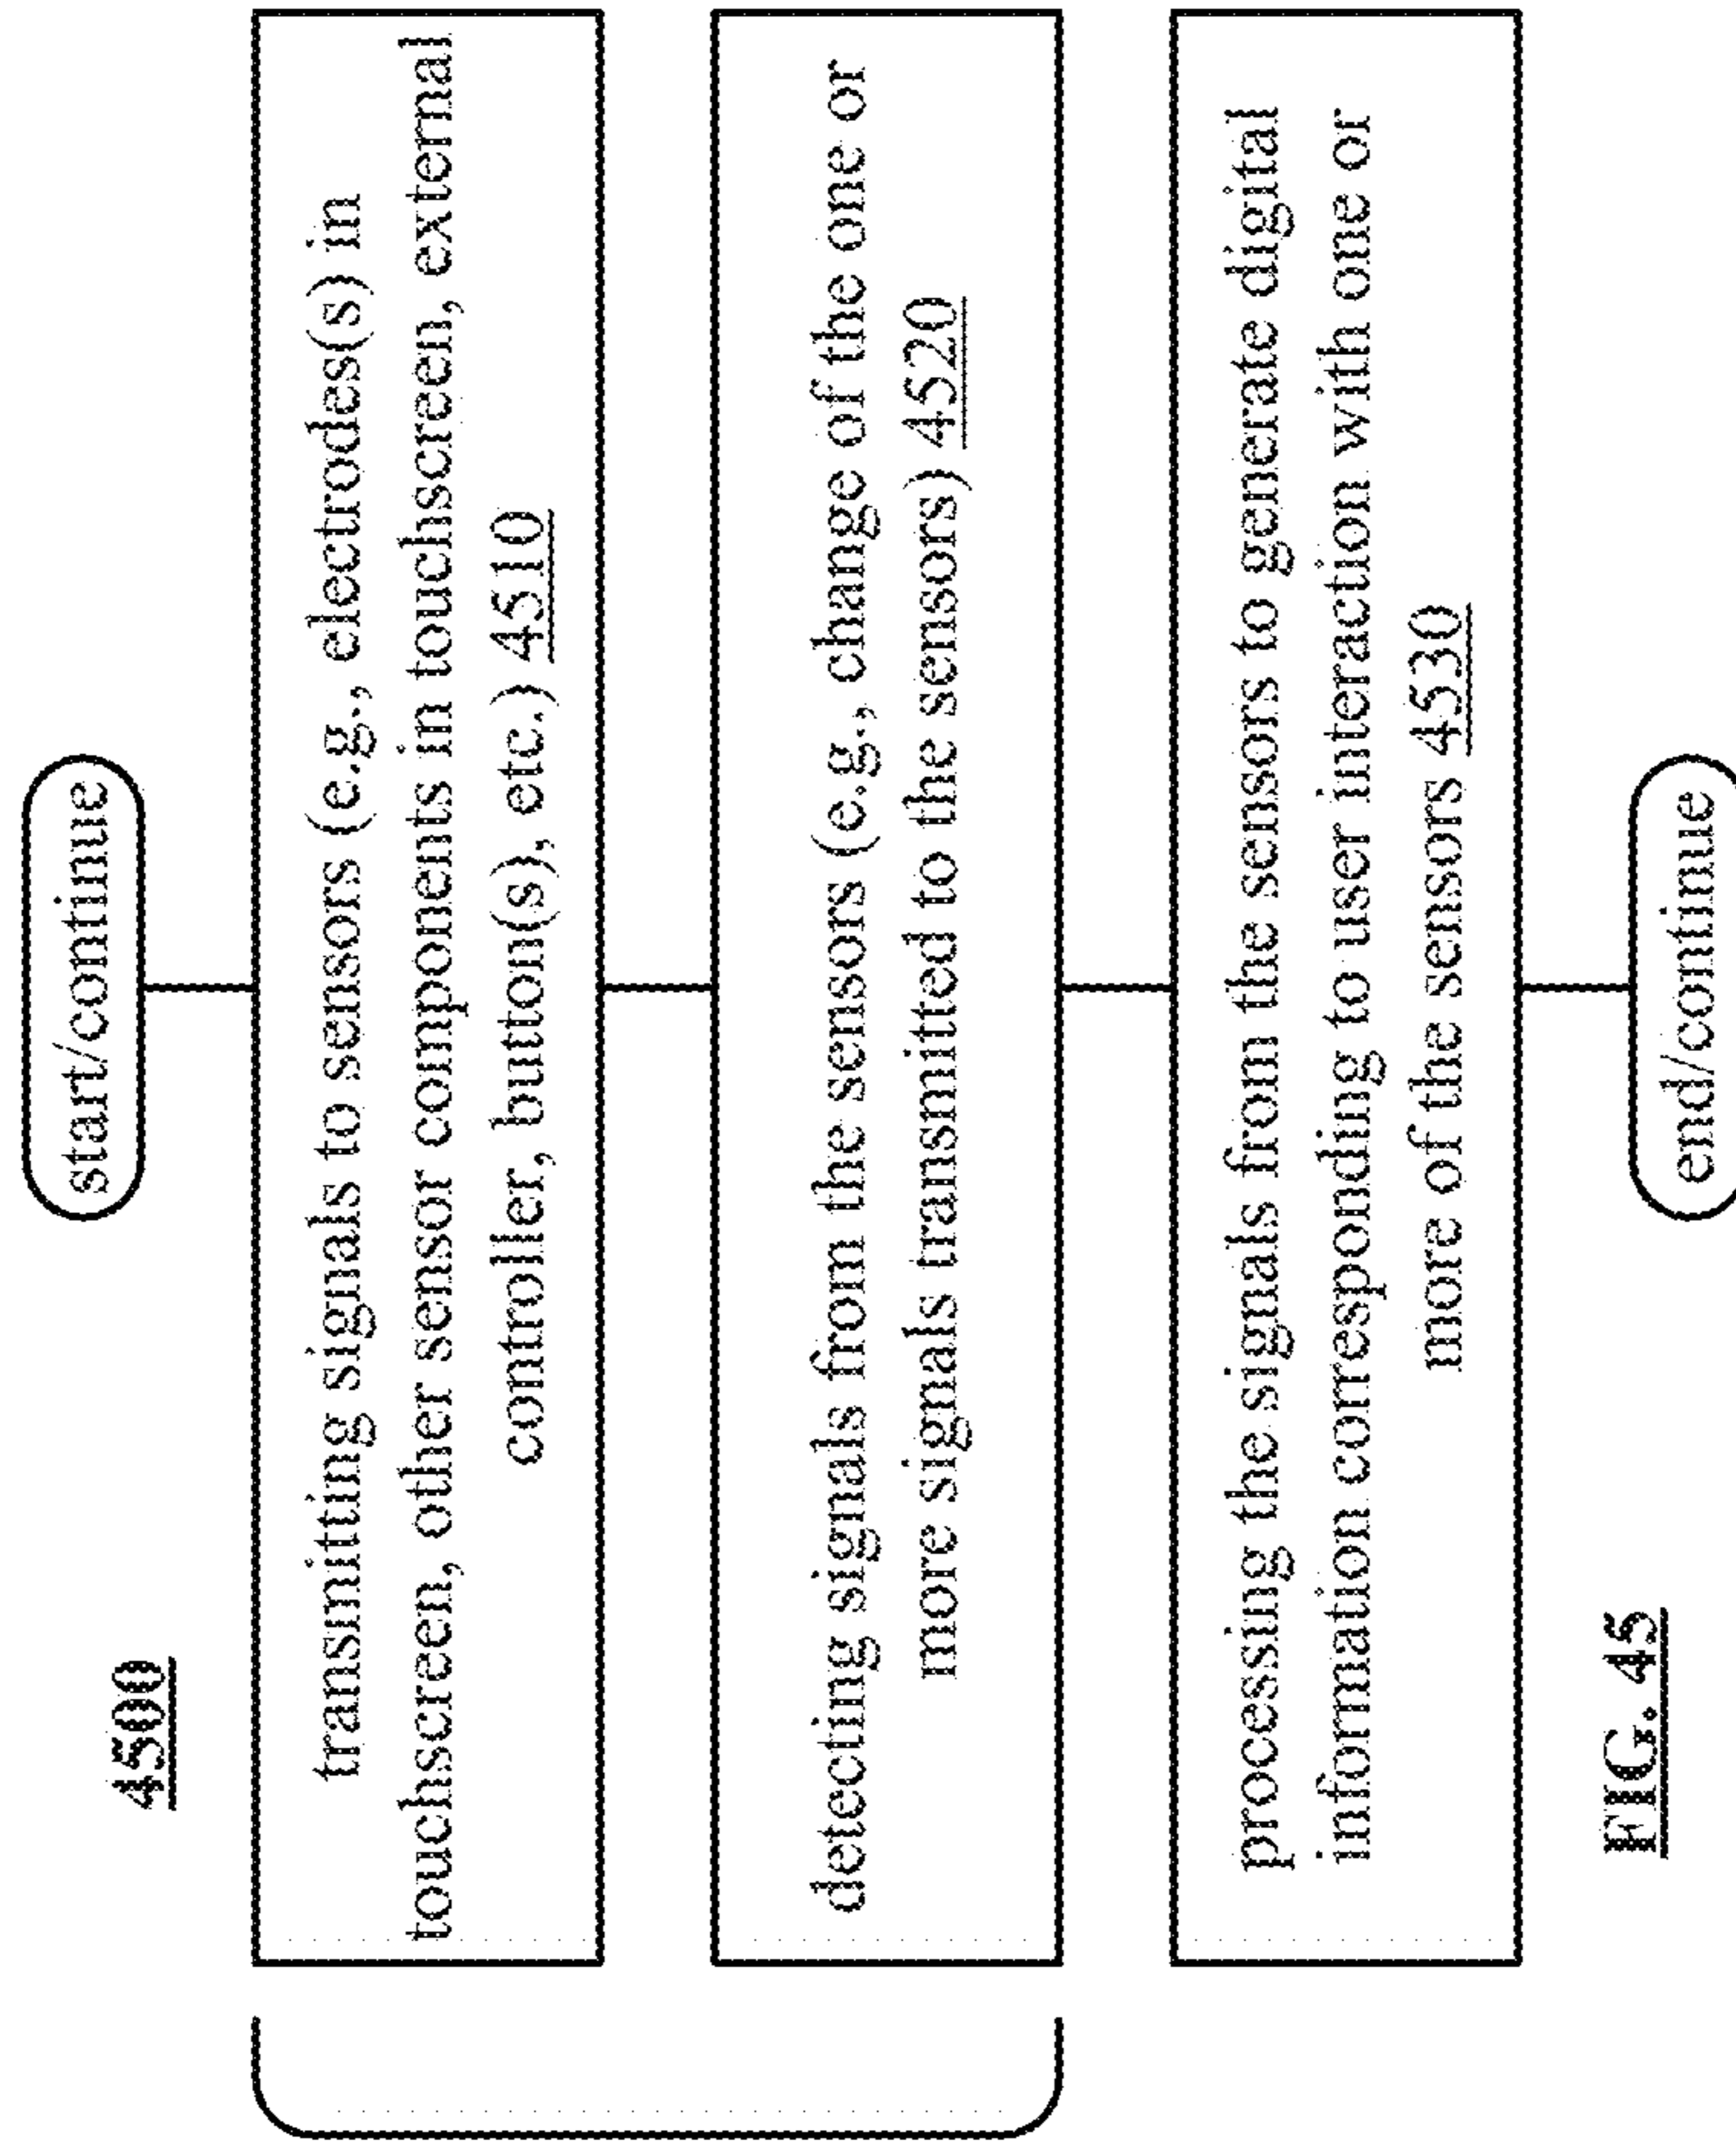 4500
start/continue
transmitting signals to sensors (e.g., electrodes(s) in
touchscreen, other sensor components in touchscreen, external
controller, button(s), etc.) 4510
detecting signals from the sensors (e.g., change of the one or
more signals transmitted to the sensors) 4520
processing the signals from the sensors to generate digital
information corresponding to user interaction with one or
more of the sensors 4530
end/continue
FIG. 45